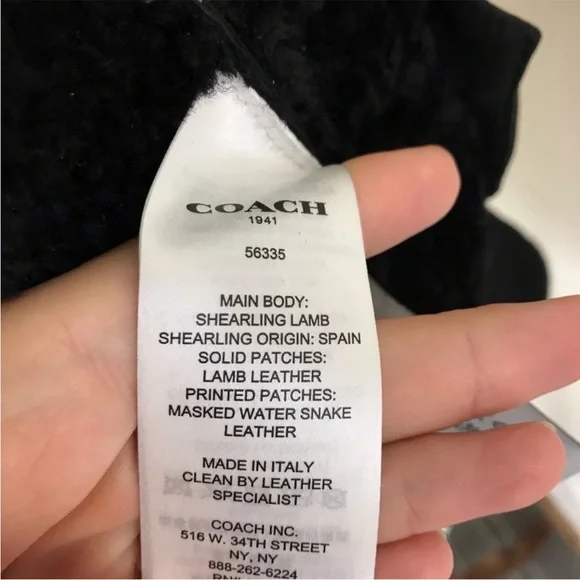 COACH
1941
56335
MAIN BODY:
SHEARLING LAMB
SHEARLING ORIGIN: SPAIN
SOLID PATCHES:
LAMB LEATHER
PRINTED PATCHES:
MASKED WATER SNAKE
LEATHER
MADE IN ITALY
CLEAN BY LEATHER
SPECIALIST
COACH INC.
516 W. 34TH STREET
NY, NY
888-262-6224